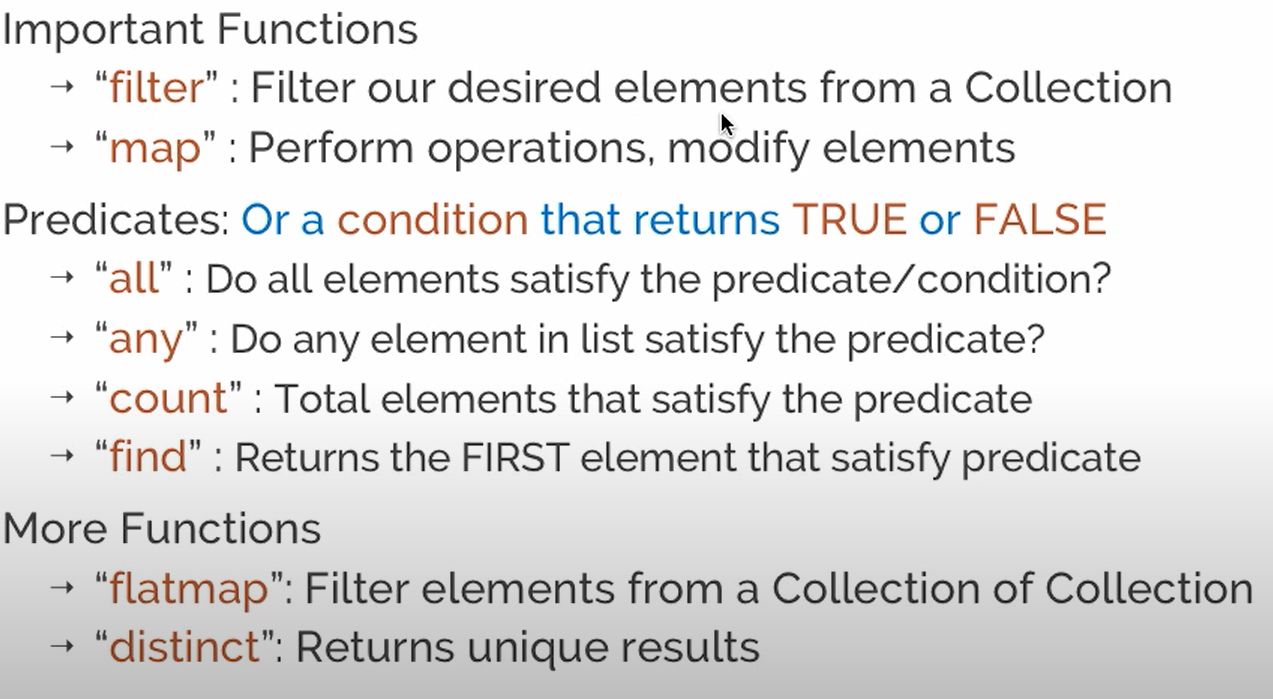 Important Functions
→ “filter” : Filter our desired elements from a Collection
→ “map” : Perform operations, modify elements
Predicates: Or a condition that returns TRUE or FALSE
→ “all” : Do all elements satisfy the predicate/condition?
→ “any” : Do any element in list satisfy the predicate?
→ “count” : Total elements that satisfy the predicate
→ “find” : Returns the FIRST element that satisfy predicate
More Functions
→ “flatmap”: Filter elements from a Collection of Collection
→ “distinct”: Returns unique results